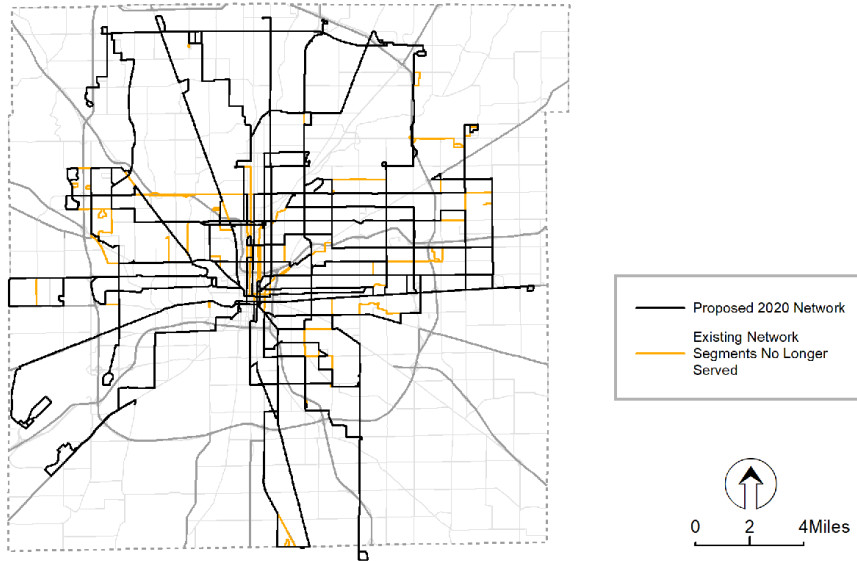 Proposed 2020 Network
Existing Network
Segments No Longer
Served
0 2 4Miles